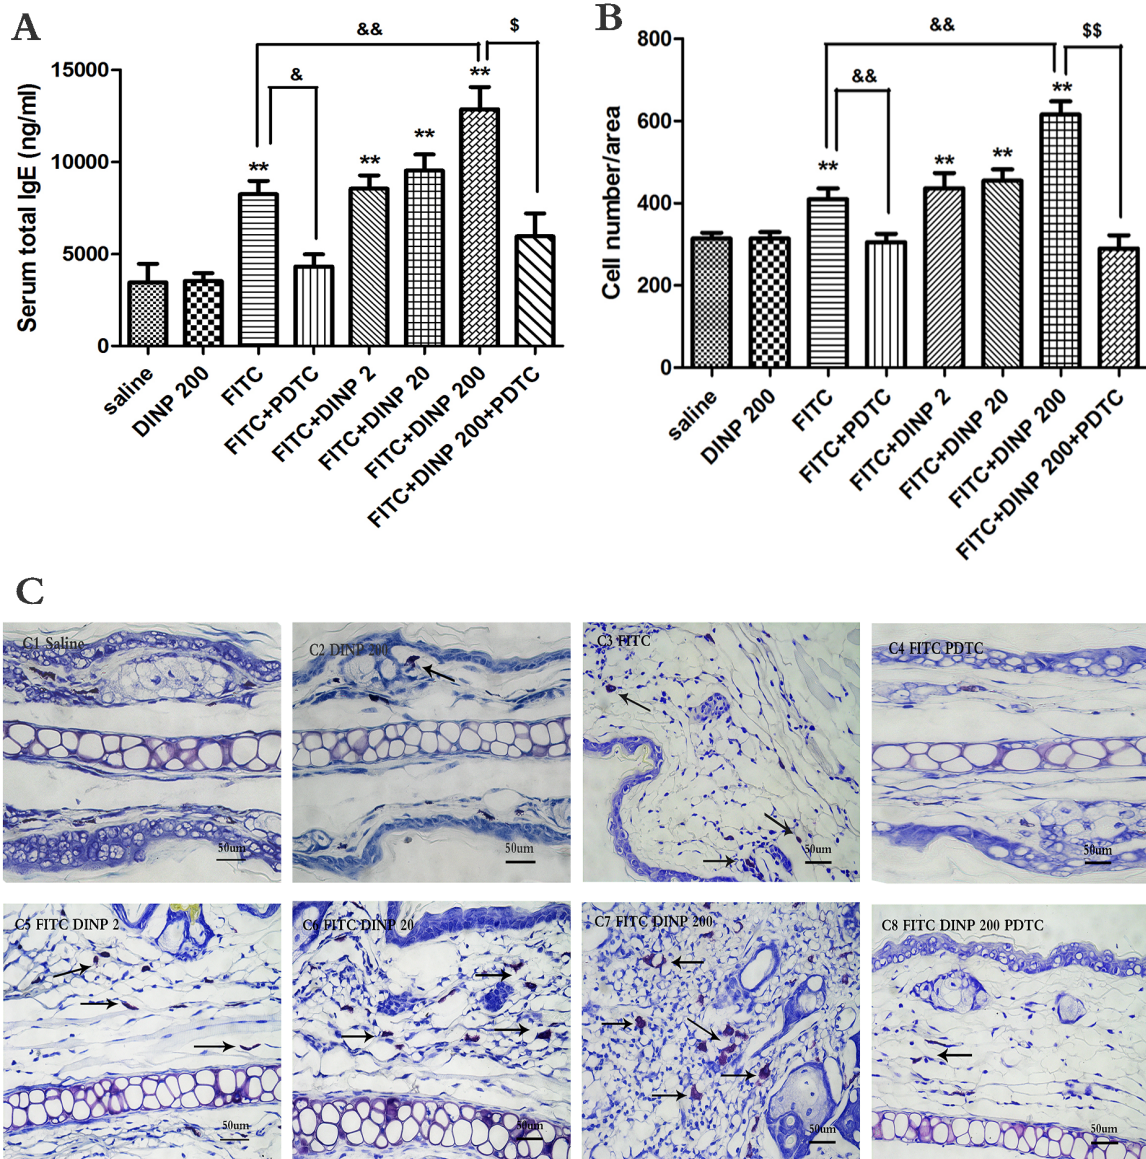 A
&&
$
&
**
**
**
**
15000
10000
5000
0
Serum total IgE (ng/ml)
saline
DINP 200
FITC
FITC+PDTC
FITC+DINP 2
FITC+DINP 20
FITC+DINP 200
FITC+DINP 200+PDTC
B
&&
$$
&&
**
**
**
**
800
600
400
200
0
Cell number/area
saline
DINP 200
FITC
FITC+PDTC
FITC+DINP 2
FITC+DINP 20
FITC+DINP 200
FITC+DINP 200+PDTC
C
C1 Saline
50um
C2 DINP 200
50um
C3 FITC
50um
C4 FITC PDTC
50um
C5 FITC DINP 2
50um
C6 FITC DINP 20
50um
C7 FITC DINP 200
50um
C8 FITC DINP 200 PDTC
50um